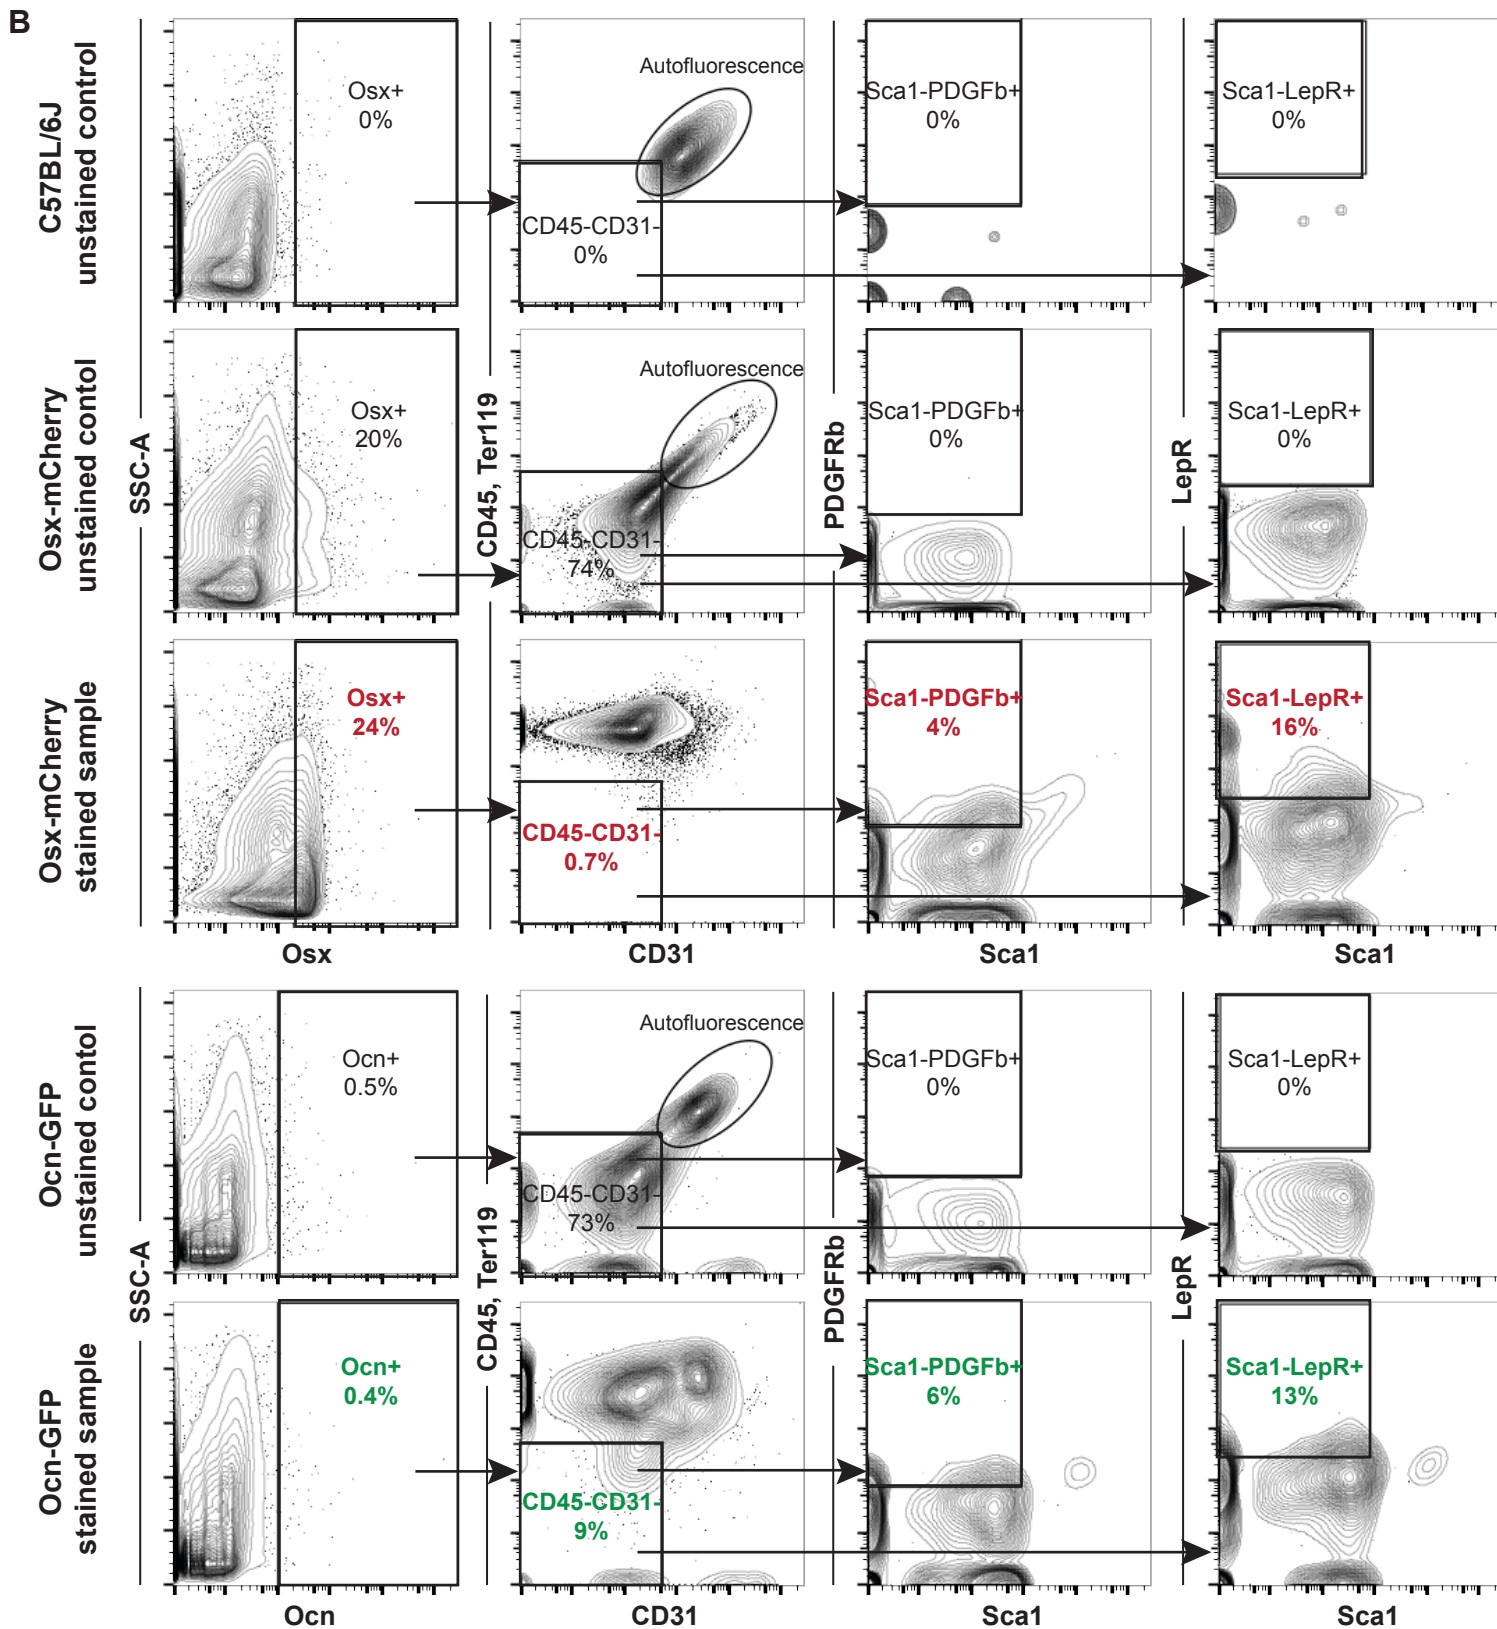 B
C57BL/6J
unstained control
Osx+
0%
Autofluorescence
CD45-CD31-
0%
Sca1-PDGFb+
0%
Sca1-LepR+
0%
Osx-mCherry
unstained contol
SSC-A
Osx+
20%
CD45, Ter119
Autofluorescence
CD45-CD31-
74%
PDGFRb
Sca1-PDGFb+
0%
LepR
Sca1-LepR+
0%
Osx-mCherry
stained sample
Osx+
24%
CD45-CD31-
0.7%
Sca1-PDGFb+
4%
Sca1-LepR+
16%
Osx
CD31
Sca1
Sca1
Ocn-GFP
unstained contol
SSC-A
Ocn+
0.5%
CD45, Ter119
Autofluorescence
CD45-CD31-
73%
PDGFRb
Sca1-PDGFb+
0%
LepR
Sca1-LepR+
0%
Ocn-GFP
stained sample
Ocn+
0.4%
CD45-CD31-
9%
Sca1-PDGFb+
6%
Sca1-LepR+
13%
Ocn
CD31
Sca1
Sca1